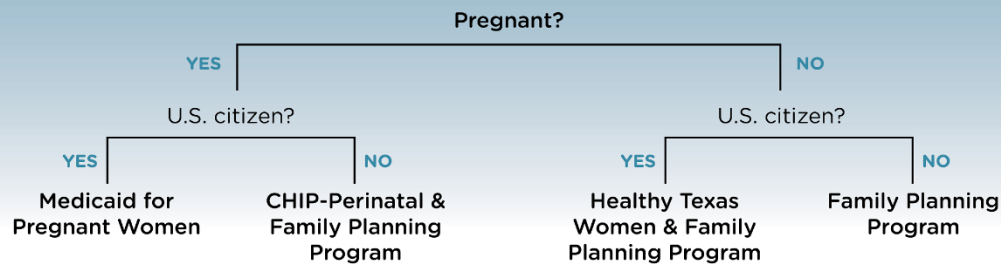 Pregnant?
YES
NO
U.S. citizen?
U.S. citizen?
YES
NO
YES
NO
Medicaid for
Pregnant Women
CHIP-Perinatal &
Family Planning
Program
Healthy Texas
Women & Family
Planning Program
Family Planning
Program